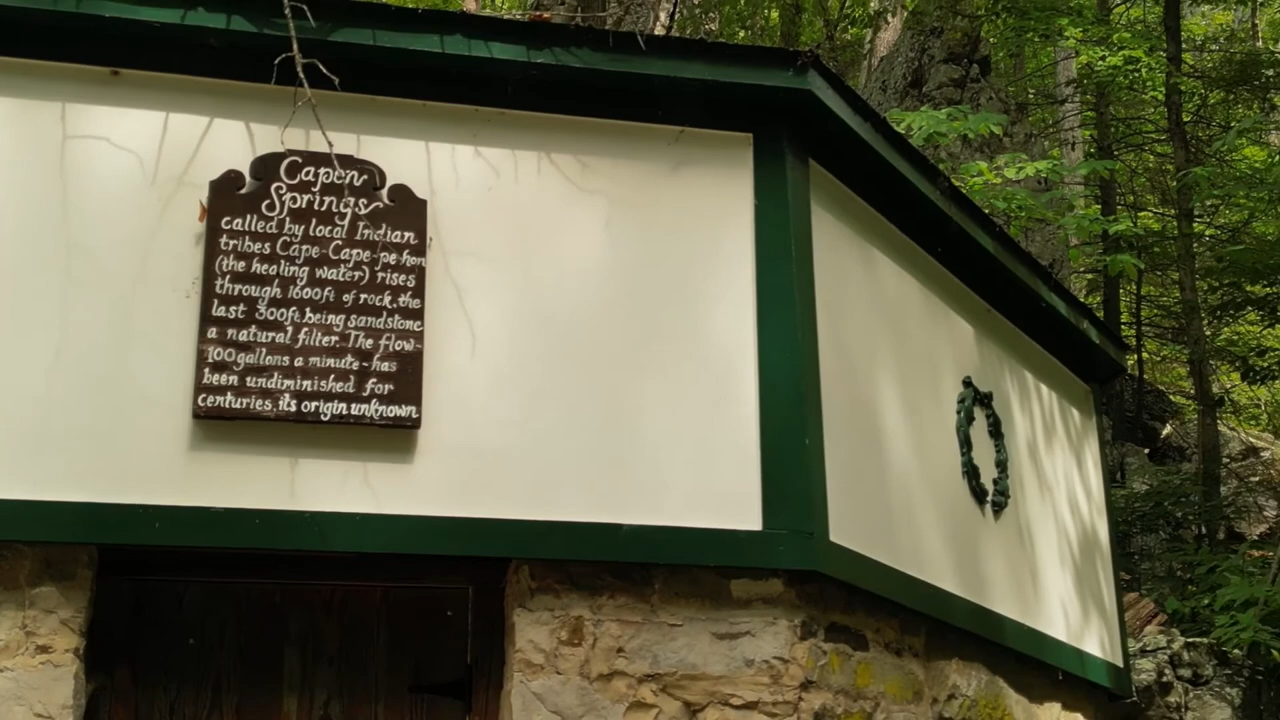 Capon
Springs
called by local Indian
tribes Cape-Cape-pe-hon
(the healing water) rises
through 1600ft of rock, the
last 300ft. being sandstone
a natural filter. The flow-
100 gallons a minute-has
been undiminished for
centuries, its origin unknown